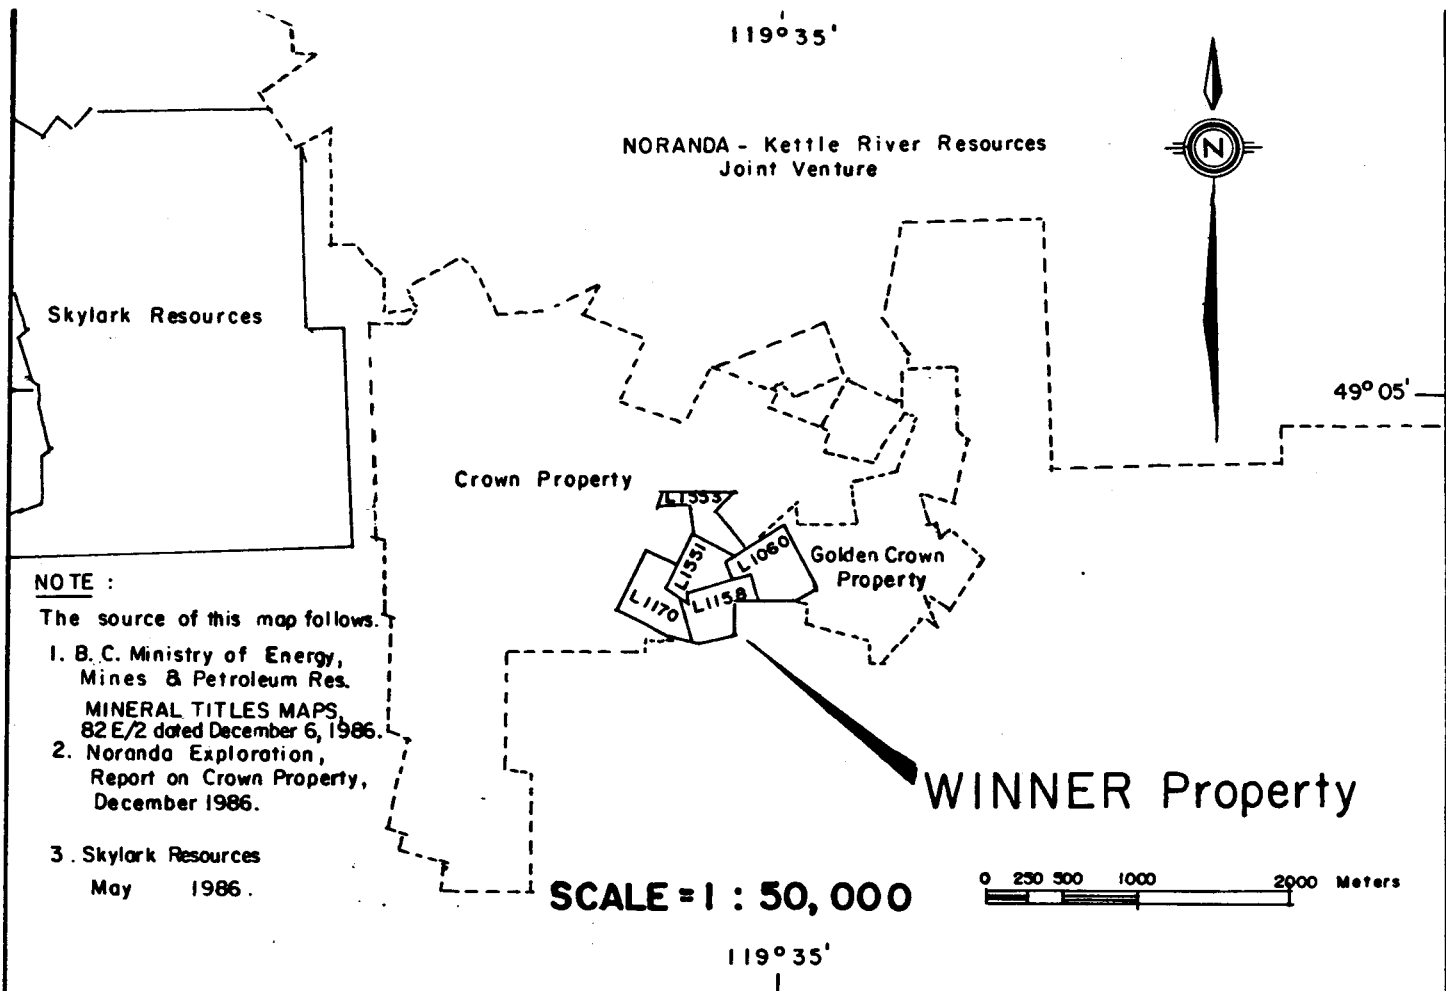 119° 35'
NORANDA - Kettle River Resources
Joint Venture
N
Skylark Resources
49° 05'
Crown Property
L1553
L1551
L1060
L1170
L1158
Golden Crown
Property
NOTE :
The source of this map follows.
1. B.C. Ministry of Energy,
Mines & Petroleum Res.
MINERAL TITLES MAPS,
82 E/2 dated December 6, 1986.
2. Noranda Exploration,
Report on Crown Property,
December 1986.
3. Skylark Resources
May 1986.
WINNER Property
SCALE = 1 : 50,000
0 250 500 1000 2000 Meters
119° 35'